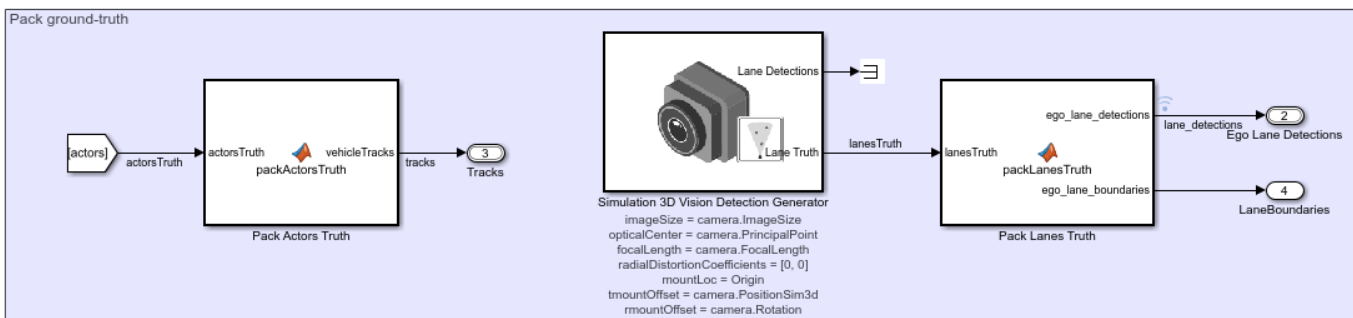 Pack ground-truth
[actors]
actorsTruth
actorsTruth
vehicleTracks
packActorsTruth
tracks
3
Tracks
Pack Actors Truth
Lane Detections
Lane Truth
Simulation 3D Vision Detection Generator
imageSize = camera.ImageSize
opticalCenter = camera.PrincipalPoint
focalLength = camera.FocalLength
radialDistortionCoefficients = [0, 0]
mountLoc = Origin
tmountOffset = camera.PositionSim3d
rmountOffset = camera.Rotation
lanesTruth
lanesTruth
ego_lane_detections
packLanesTruth
ego_lane_boundaries
Pack Lanes Truth
lane_detections
2
Ego Lane Detections
4
LaneBoundaries